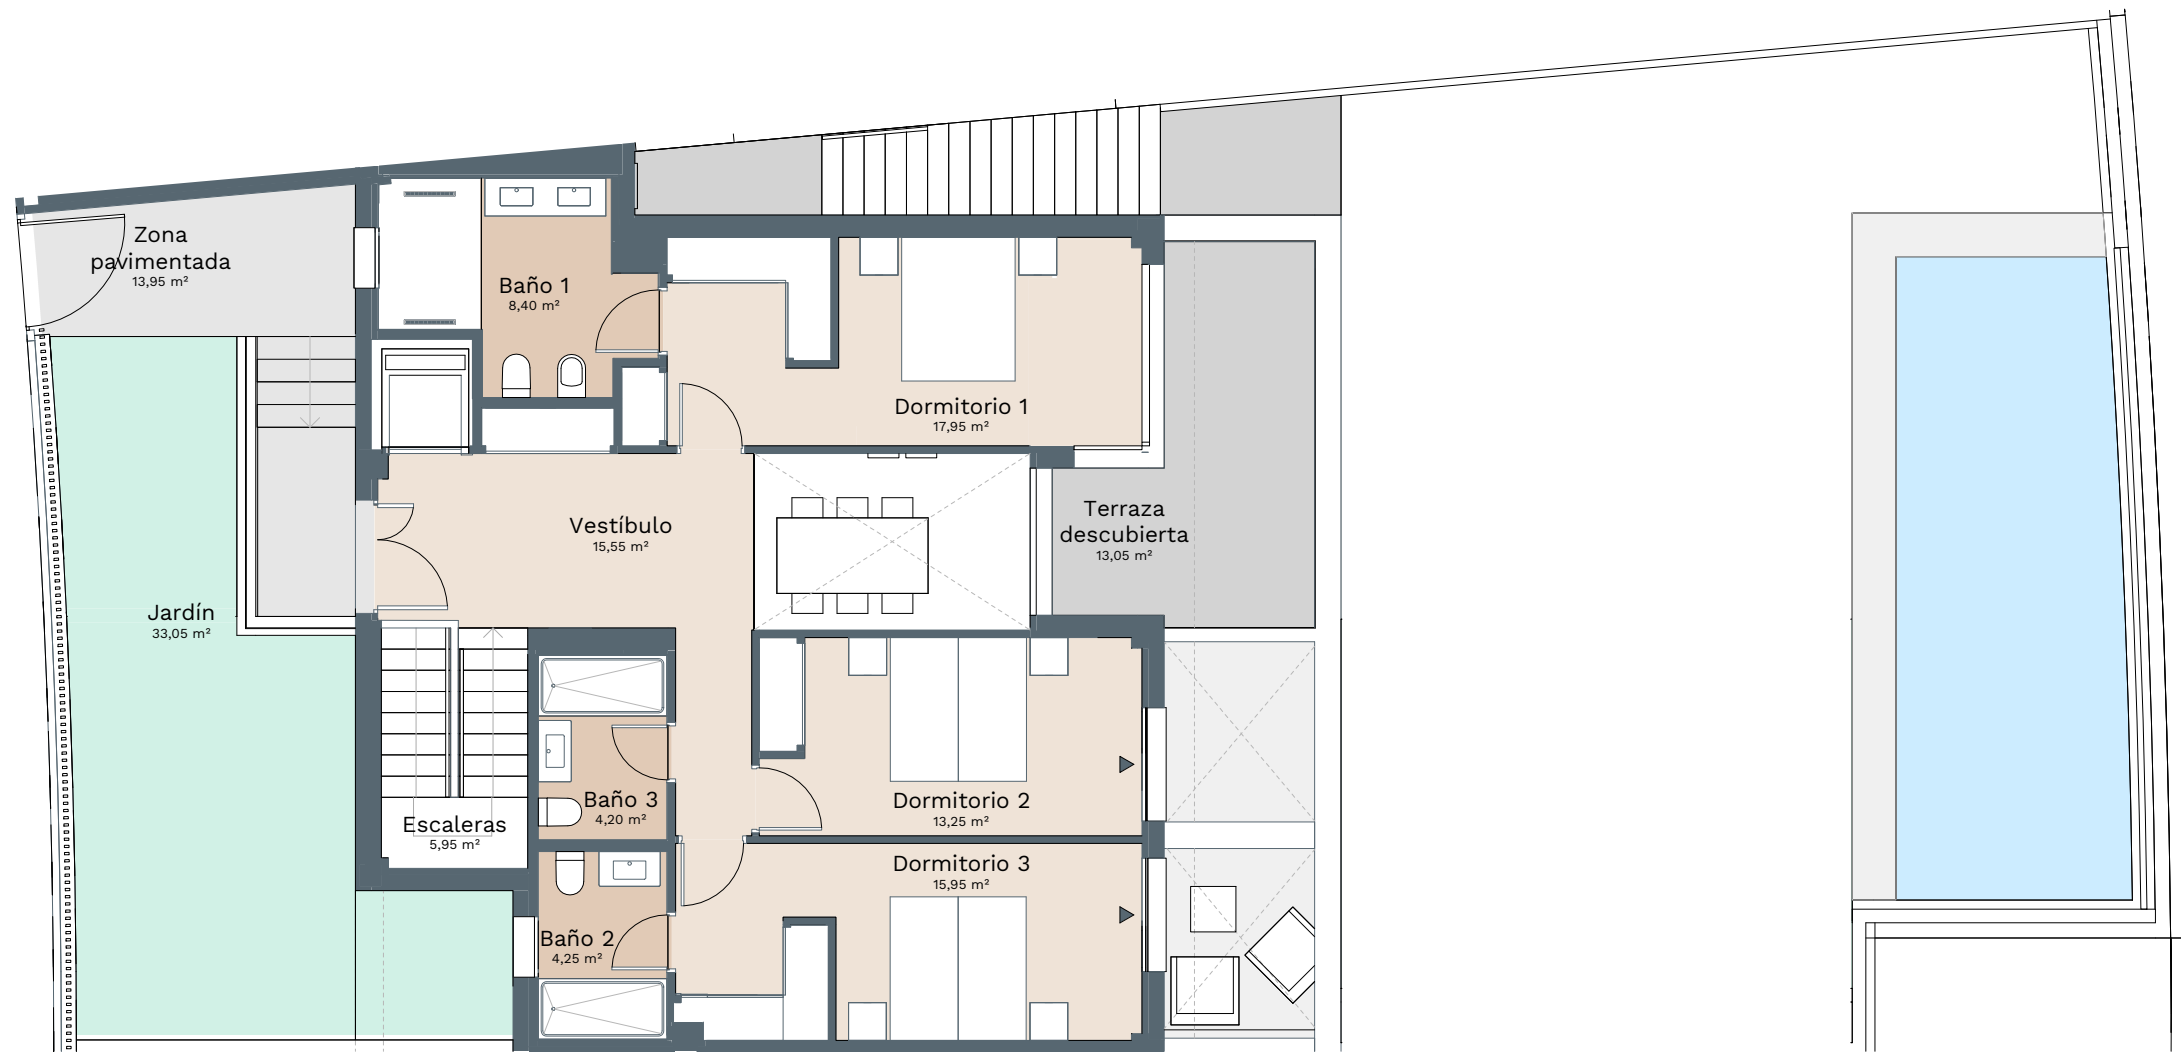 Zona
pavimentada
13,95 m²
Baño 1
8,40 m²
Dormitorio 1
17,95 m²
Vestíbulo
15,55 m²
Terraza
descubierta
13,05 m²
Jardín
33,05 m²
Baño 3
4,20 m²
Dormitorio 2
13,25 m²
Escaleras
5,95 m²
Dormitorio 3
15,95 m²
Baño 2
4,25 m²